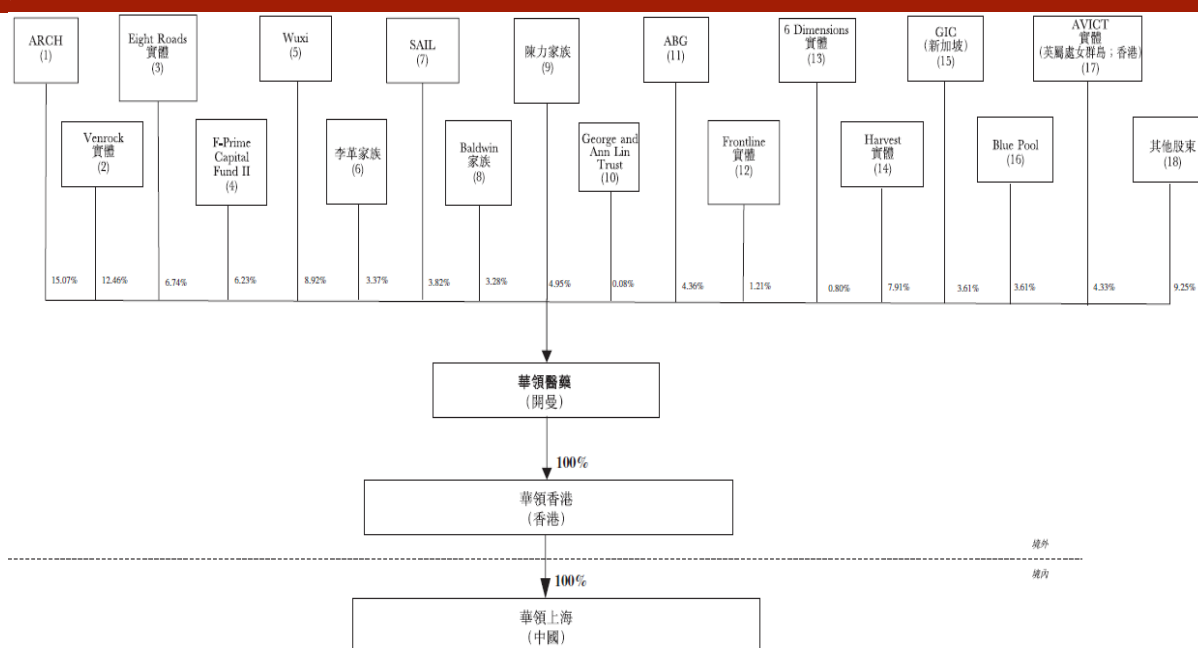 ARCH
(1)
Eight Roads
實體
(3)
Wuxi
(5)
SAIL
(7)
陳力家族
(9)
ABG
(11)
6 Dimensions
實體
(13)
GIC
(新加坡)
(15)
AVICT
實體
(英屬處女群島；香港)
(17)
Venrock
實體
(2)
F-Prime
Capital
Fund II
(4)
李革家族
(6)
Baldwin
家族
(8)
George and
Ann Lin
Trust
(10)
Frontline
實體
(12)
Harvest
實體
(14)
Blue Pool
(16)
其他股東
(18)
15.07% 12.46% 6.74% 6.23% 8.92% 3.37% 3.82% 3.28% 4.95% 0.08% 4.36% 1.21% 0.80% 7.91% 3.61% 3.61% 4.33% 9.25%
華領醫藥
(開曼)
100%
華領香港
(香港)
境外
境內
100%
華領上海
(中國)